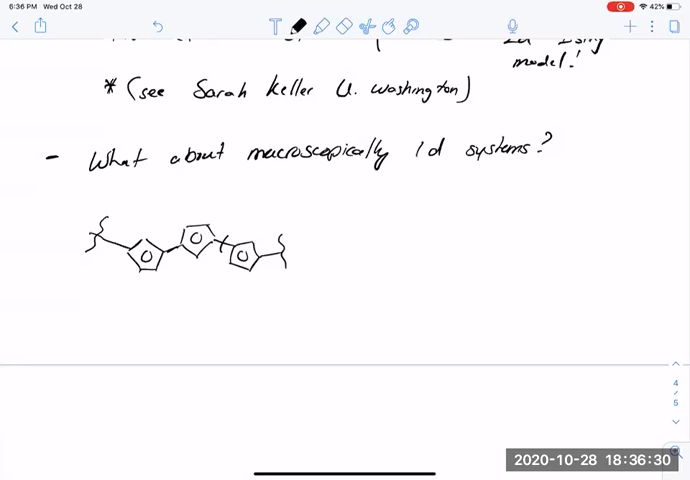 6:36 PM Wed Oct 28
42%
2d Ising
model!
* (see Sarah Keller U. Washington)
- What about macroscopically 1d systems?
4
/
5
2020-10-28 18:36:30